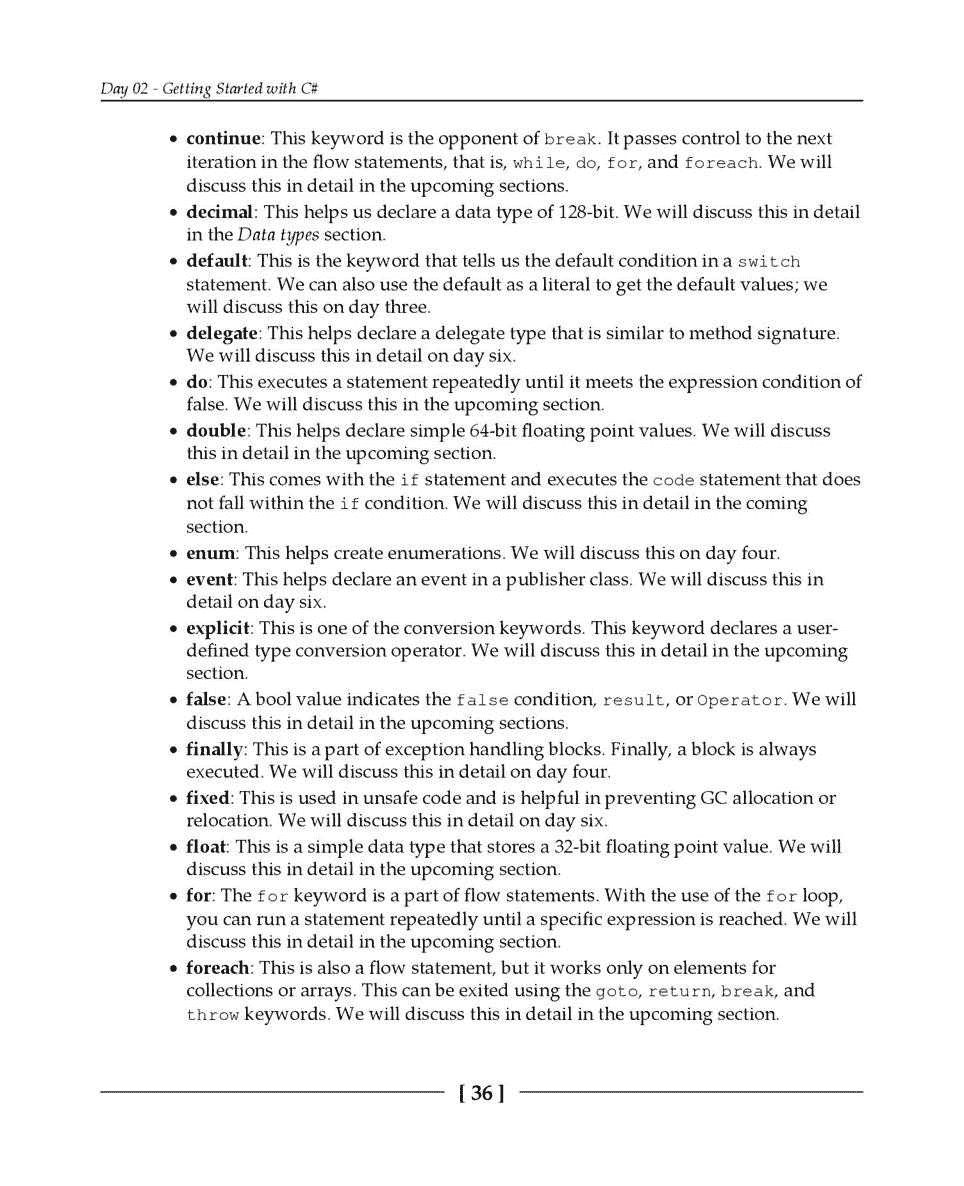 Day 02 - Getting Started with C#
• continue: This keyword is the opponent of break. It passes control to the next
iteration in the flow statements, that is, while, do, for, and foreach. We will
discuss this in detail in the upcoming sections.
• decimal: This helps us declare a data type of 128-bit. We will discuss this in detail
in the Data types section.
• default: This is the keyword that tells us the default condition in a switch
statement. We can also use the default as a literal to get the default values; we
will discuss this on day three.
• delegate: This helps declare a delegate type that is similar to method signature.
We will discuss this in detail on day six.
• do: This executes a statement repeatedly until it meets the expression condition of
false. We will discuss this in the upcoming section.
• double: This helps declare simple 64-bit floating point values. We will discuss
this in detail in the upcoming section.
• else: This comes with the if statement and executes the code statement that does
not fall within the if condition. We will discuss this in detail in the coming
section.
• enum: This helps create enumerations. We will discuss this on day four.
• event: This helps declare an event in a publisher class. We will discuss this in
detail on day six.
• explicit: This is one of the conversion keywords. This keyword declares a user-
defined type conversion operator. We will discuss this in detail in the upcoming
section.
• false: A bool value indicates the false condition, result, or Operator. We will
discuss this in detail in the upcoming sections.
• finally: This is a part of exception handling blocks. Finally, a block is always
executed. We will discuss this in detail on day four.
• fixed: This is used in unsafe code and is helpful in preventing GC allocation or
relocation. We will discuss this in detail on day six.
• float: This is a simple data type that stores a 32-bit floating point value. We will
discuss this in detail in the upcoming section.
• for: The for keyword is a part of flow statements. With the use of the for loop,
you can run a statement repeatedly until a specific expression is reached. We will
discuss this in detail in the upcoming section.
• foreach: This is also a flow statement, but it works only on elements for
collections or arrays. This can be exited using the goto, return, break, and
throw keywords. We will discuss this in detail in the upcoming section.
[ 36 ]